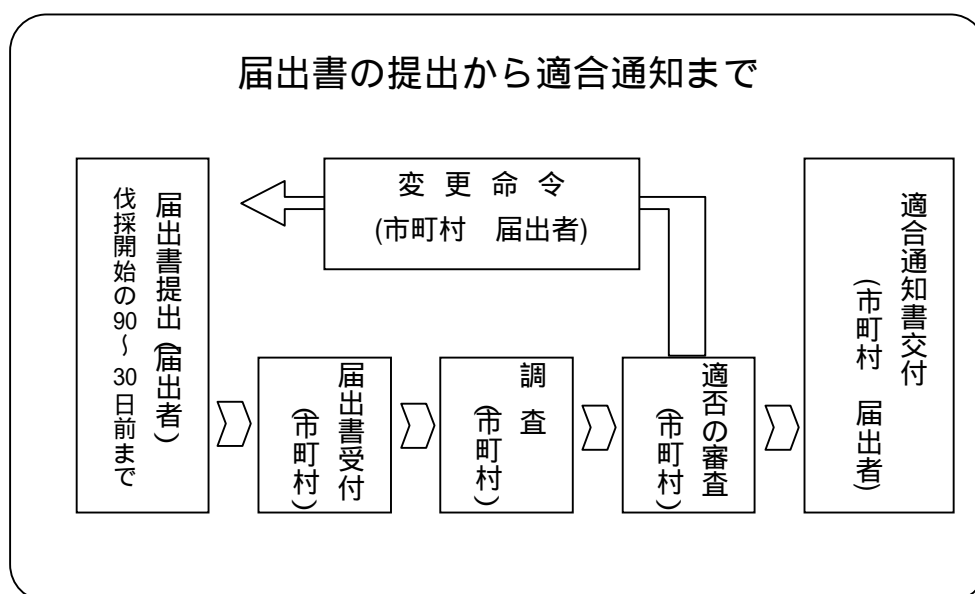 届出書の提出から適合通知まで
変更命令
(市町村　届出者)
届出書提出(届出者)
伐採開始の90～30日前まで
届出書受付
(市町村)
調査
(市町村)
適否の審査
(市町村)
適合通知書交付
(市町村　届出者)